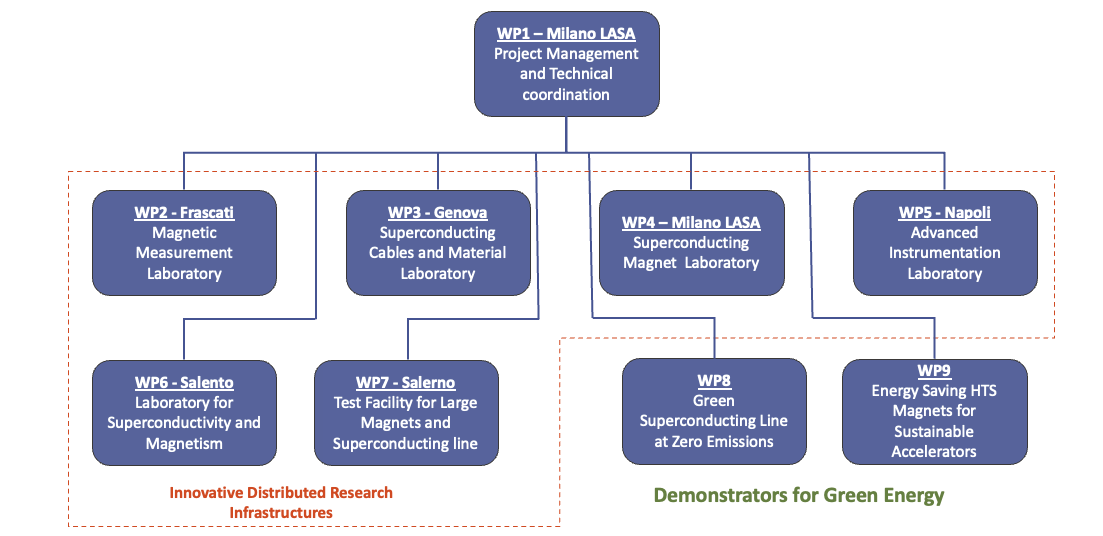 WP1 – Milano LASA
Project Management
and Technical
coordination
WP2 - Frascati
Magnetic
Measurement
Laboratory
WP3 - Genova
Superconducting
Cables and Material
Laboratory
WP4 – Milano LASA
Superconducting
Magnet Laboratory
WP5 - Napoli
Advanced
Instrumentation
Laboratory
WP6 - Salento
Laboratory for
Superconductivity and
Magnetism
WP7 - Salerno
Test Facility for Large
Magnets and
Superconducting line
WP8
Green
Superconducting Line
at Zero Emissions
WP9
Energy Saving HTS
Magnets for
Sustainable
Accelerators
Innovative Distributed Research
Infrastructures
Demonstrators for Green Energy